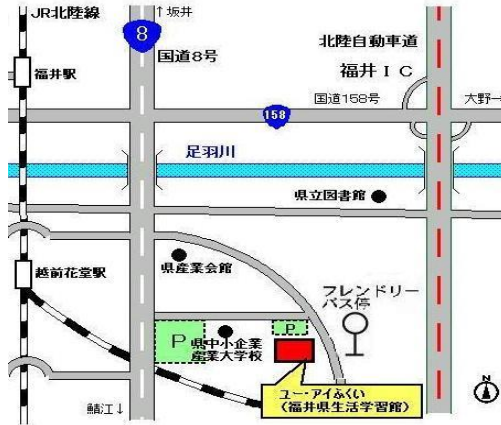 JR北陸線
↑坂井
8
国道8号
北陸自動車道
福井IC
福井駅
国道158号
大野→
158
足羽川
県立図書館
県産業会館
越前花堂駅
フレンドリー
バス停
P
P
県中小企業
産業大学校
ユー・アイふくい
(福井県生活学習館)
鯖江↓
N